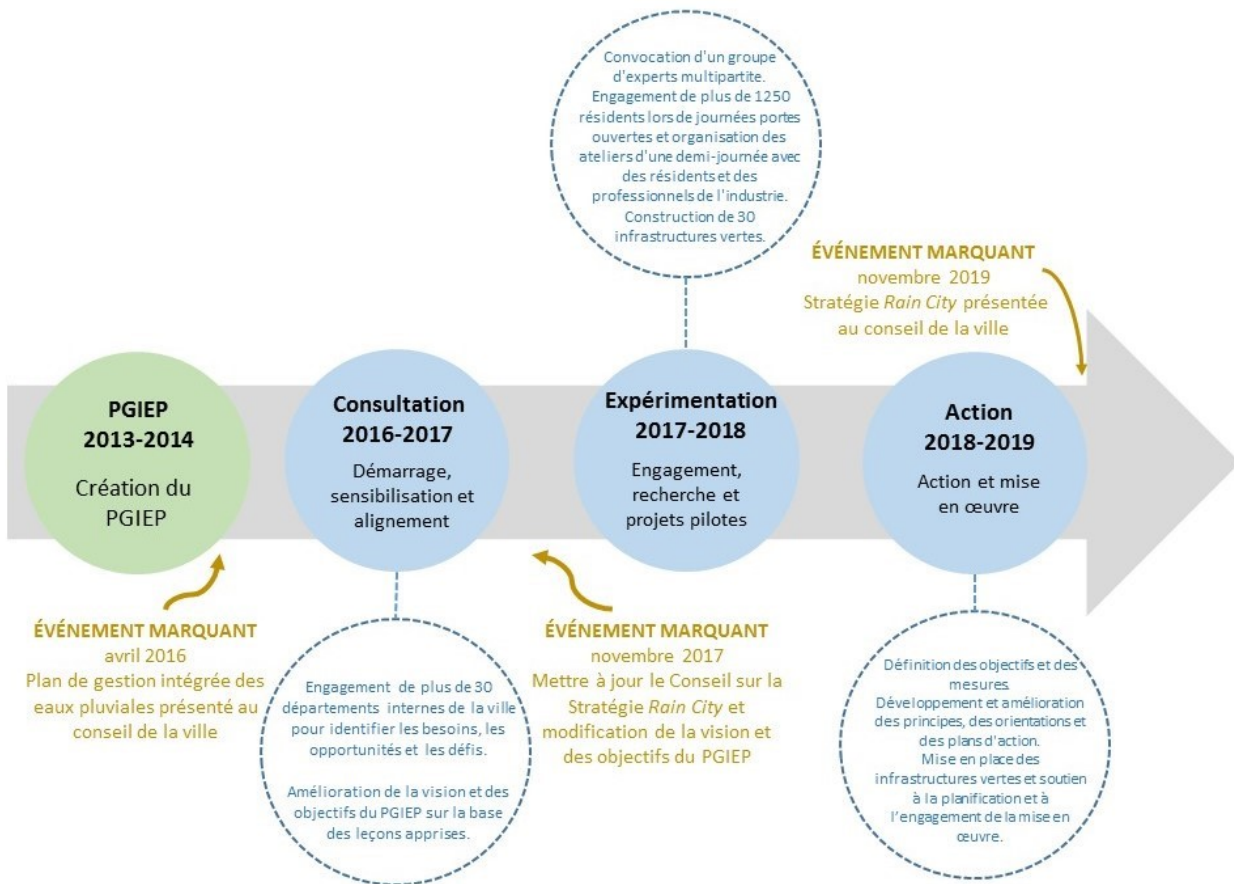 Convocation d'un groupe
d'experts multipartite.
Engagement de plus de 1250
résidents lors de journées portes
ouvertes et organisation des
ateliers d'une demi-journée avec
des résidents et des
professionnels de l'industrie.
Construction de 30
infrastructures vertes.
ÉVÉNEMENT MARQUANT
novembre 2019
Stratégie Rain City présentée
au conseil de la ville
PGIEP
2013-2014
Création du
PGIEP
Consultation
2016-2017
Démarrage,
sensibilisation et
alignement
Expérimentation
2017-2018
Engagement,
recherche et
projets pilotes
Action
2018-2019
Action et mise
en œuvre
ÉVÉNEMENT MARQUANT
avril 2016
Plan de gestion intégrée des
eaux pluviales présenté au
conseil de la ville
Engagement de plus de 30
départements internes de la ville
pour identifier les besoins, les
opportunités et les défis.
Amélioration de la vision et des
objectifs du PGIEP sur la base
des leçons apprises.
ÉVÉNEMENT MARQUANT
novembre 2017
Mettre à jour le Conseil sur la
Stratégie Rain City et
modification de la vision et
des objectifs du PGIEP
Définition des objectifs et des
mesures.
Développement et amélioration
des principes, des orientations et
des plans d'action.
Mise en place des
infrastructures vertes et soutien
à la planification et à
l'engagement de la mise en
œuvre.